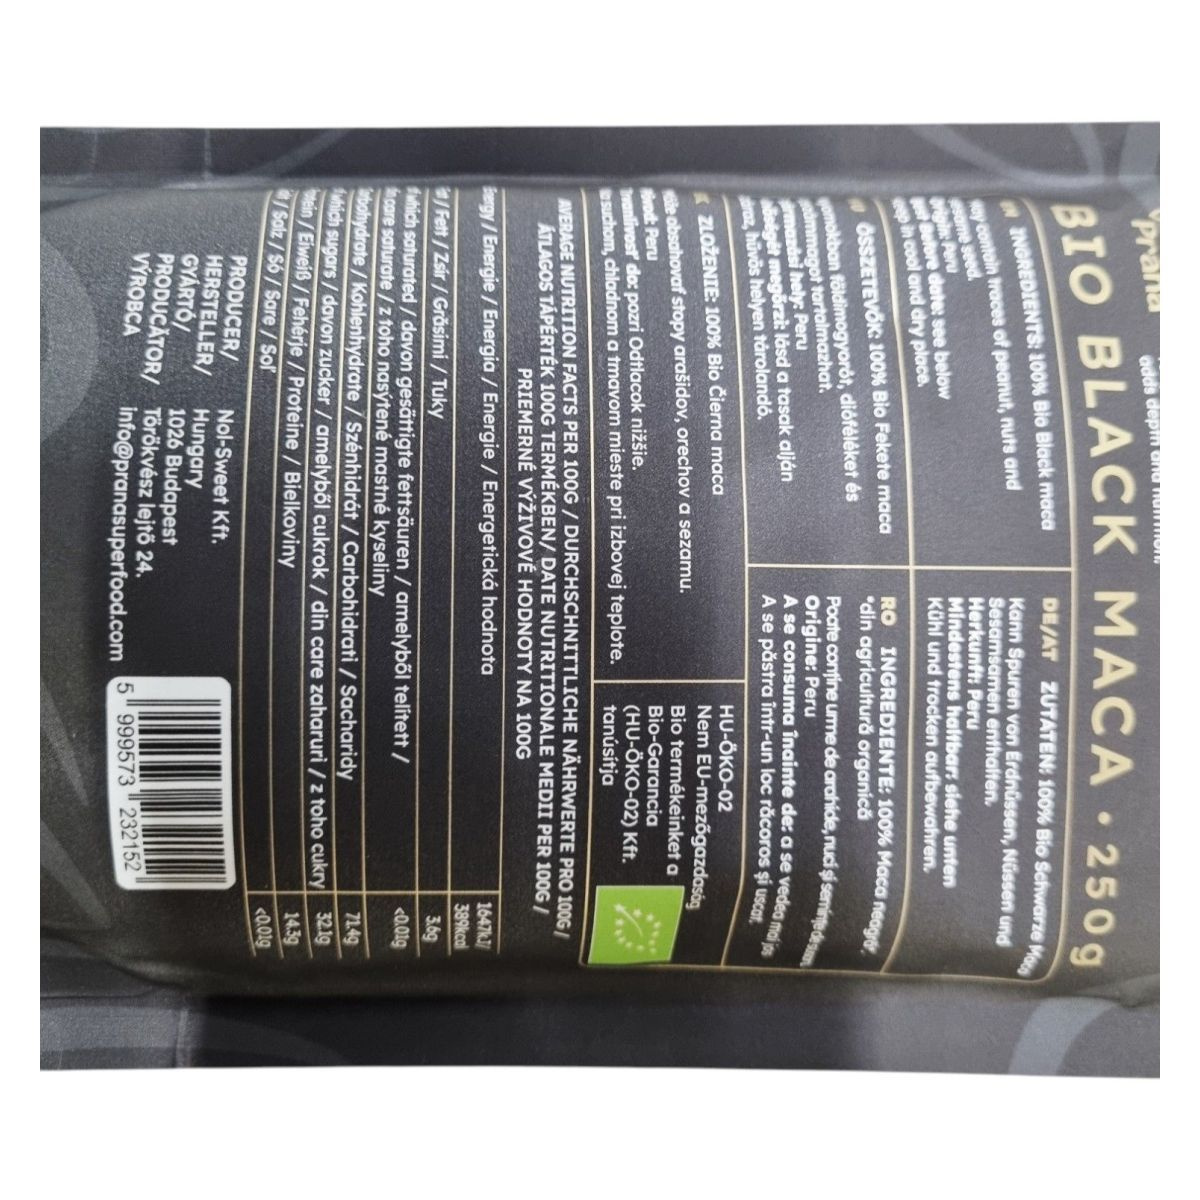 prana
adds depth and nutrition.
BIO BLACK MACA • 250g
INGREDIENTS: 100% Bio Black maca
may contain traces of peanut, nuts and
sesame seed.
Origin: Peru
Best before date: see below
Keep in cool and dry place.
DE/AT ZUTATEN: 100% Bio Schwarze Maca
Kann Spuren von Erdnüssen, Nüssen und
Sesamsamen enthalten.
Herkunft: Peru
Mindestens haltbar: siehe unten
Kühl und trocken aufbewahren.
ÖSSZETEVŐK: 100% Bio Fekete maca
nyomokban földimogyorót, dióféléket és
szézámmagot tartalmazhat.
Származási hely: Peru
Minőségét megőrzi: lásd a tasak alján
Száraz, hűvös helyen tárolandó.
RO INGREDIENTE: 100% Maca neagră*.
*din agricultură organică
Poate conține urme de arahide, nuci și semințe de susan
Origine: Peru
A se consuma înainte de: a se vedea mai jos
A se păstra într-un loc răcoros și uscat.
ZLOŽENIE: 100% Bio Čierna maca
Môže obsahovať stopy arašidov, orechov a sezamu.
Pôvod: Peru
Trvanlivosť do: pozri Odtlačok nižšie.
Na suchom, chladnom a tmavom mieste pri izbovej teplote.
HU-ÖKO-02
Nem EU-mezőgazdaság
Bio termékeinket a
Bio-Garancia
(HU-ÖKO-02) Kft.
tanúsítja
AVERAGE NUTRITION FACTS PER 100G / DURCHSCHNITTLICHE NÄHRWERTE PRO 100G /
ÁTLAGOS TÁPÉRTÉK 100G TERMÉKBEN/ DATE NUTRITIONALE MEDII PER 100G /
PRIEMERNÉ VÝŽIVOVÉ HODNOTY NA 100G
Energy / Energie / Energia / Energie / Energetická hodnota 1647kJ/
389kcal
Fat / Fett / Zsír / Grăsimi / Tuky 3.6g
of which saturated / davon gesättigte fettsäuren / amelyből telített /
din care saturate / z toho nasýtené mastné kyseliny <0.01g
Carbohydrate / Kohlenhydrate / Szénhidrát / Carbohidrati / Sacharidy 71.4g
of which sugars / davon zucker / amelyből cukrok / din care zaharuri / z toho cukry 32.1g
Protein / Eiweiß / Fehérje / Proteine / Bielkoviny 14.3g
Salt / Salz / Só / Sare / Soľ <0.01g
PRODUCER/
HERSTELLER/
GYÁRTÓ/
PRODUCĂTOR/
VÝROBCA
Nol-Sweet Kft.
Hungary
1026 Budapest
Törökvész lejtő 24.
info@pranasuperfood.com
5 999573 232152